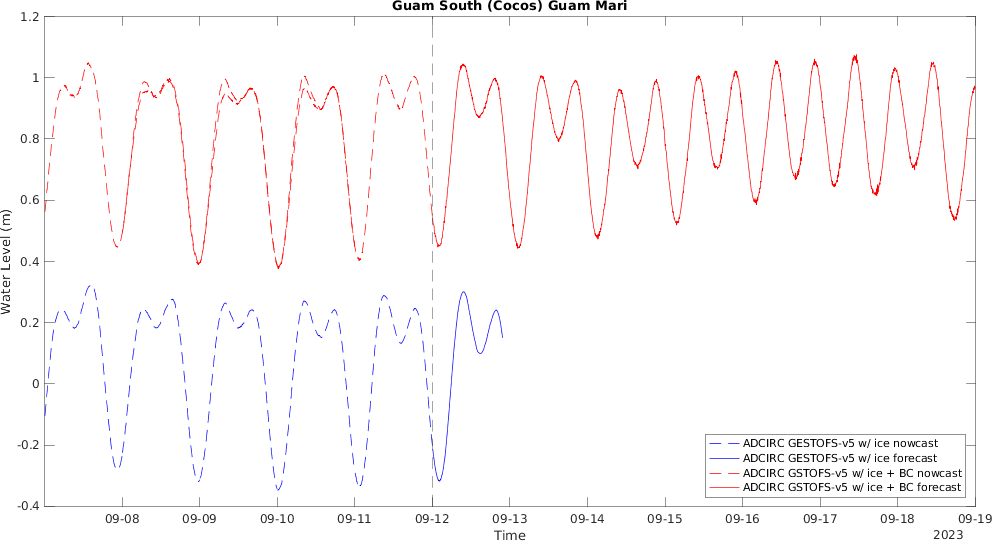 Guam South (Cocos) Guam Mari
1.2
1
0.8
0.6
0.4
0.2
0
-0.2
-0.4
Water Level (m)
ADCIRC GESTOFS-v5 w/ ice nowcast
ADCIRC GESTOFS-v5 w/ ice forecast
ADCIRC GSTOFS-v5 w/ ice + BC nowcast
ADCIRC GSTOFS-v5 w/ ice + BC forecast
09-08 09-09 09-10 09-11 09-12 09-13 09-14 09-15 09-16 09-17 09-18 09-19
Time
2023